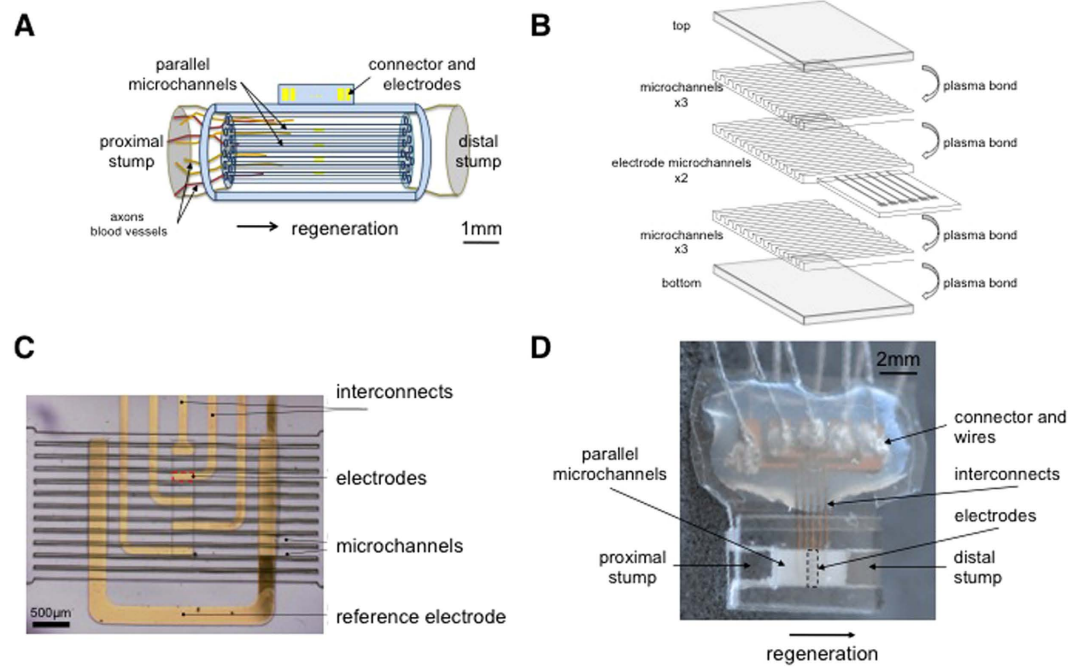 A
parallel
microchannels
connector and
electrodes
proximal
stump
distal
stump
axons
blood vessels
regeneration
1mm
B
top
microchannels
x3
plasma bond
electrode microchannels
x2
plasma bond
microchannels
x3
plasma bond
bottom
plasma bond
C
interconnects
electrodes
microchannels
reference electrode
500μm
D
2mm
connector and
wires
parallel
microchannels
interconnects
electrodes
proximal
stump
distal
stump
regeneration